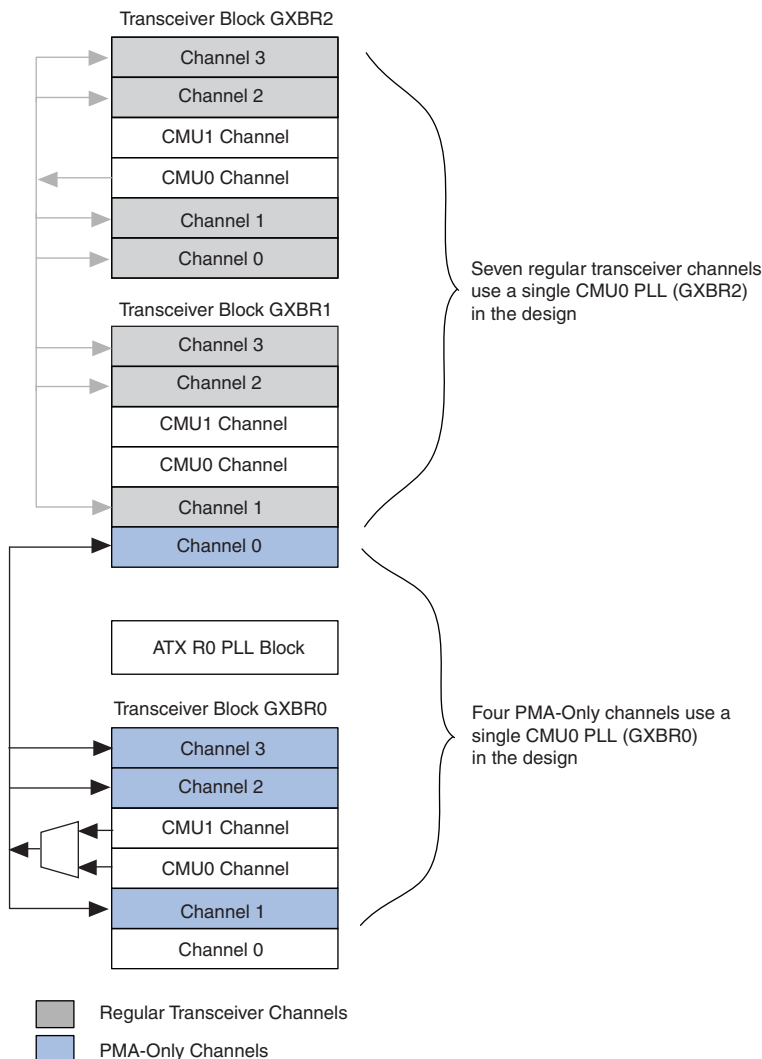 Transceiver Block GXBR2
Channel 3
Channel 2
CMU1 Channel
CMU0 Channel
Channel 1
Channel 0
Seven regular transceiver channels
use a single CMU0 PLL (GXBR2)
in the design
Transceiver Block GXBR1
Channel 3
Channel 2
CMU1 Channel
CMU0 Channel
Channel 1
Channel 0
ATX R0 PLL Block
Transceiver Block GXBR0
Four PMA-Only channels use a
single CMU0 PLL (GXBR0)
in the design
Channel 3
Channel 2
CMU1 Channel
CMU0 Channel
Channel 1
Channel 0
Regular Transceiver Channels
PMA-Only Channels